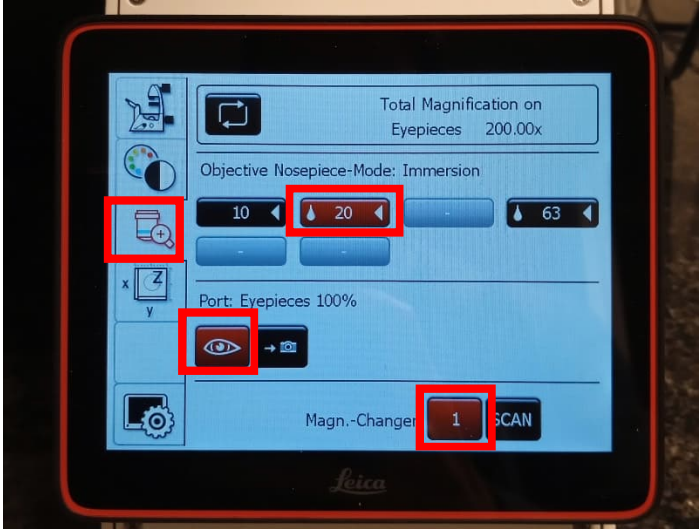 Total Magnification on
Eyepieces 200.00x
Objective Nosepiece-Mode: Immersion
10 20 - 63
- -
Port: Eyepieces 100%
x Z
y
Magn.-Changer 1 SCAN
Leica